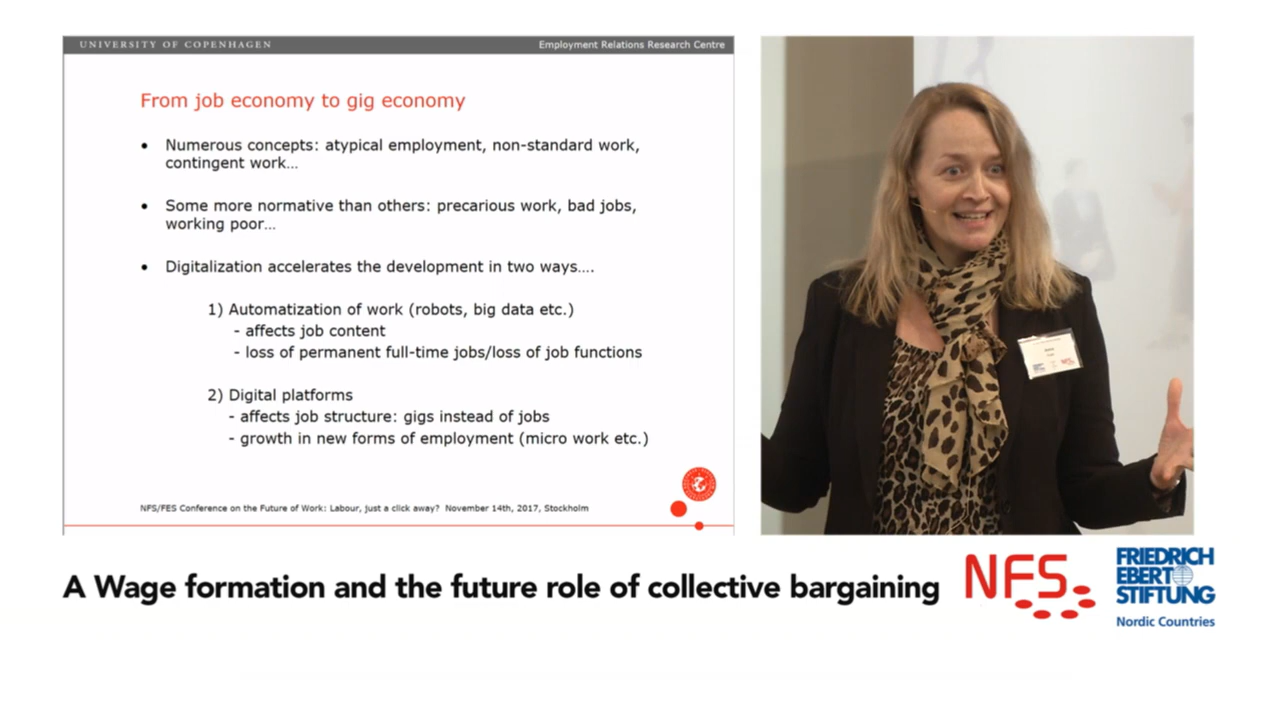 UNIVERSITY OF COPENHAGEN
Employment Relations Research Centre
From job economy to gig economy
• Numerous concepts: atypical employment, non-standard work,
contingent work...
• Some more normative than others: precarious work, bad jobs,
working poor...
• Digitalization accelerates the development in two ways....
1) Automatization of work (robots, big data etc.)
- affects job content
- loss of permanent full-time jobs/loss of job functions
2) Digital platforms
- affects job structure: gigs instead of jobs
- growth in new forms of employment (micro work etc.)
NFS/FES Conference on the Future of Work: Labour, just a click away? November 14th, 2017, Stockholm
A Wage formation and the future role of collective bargaining
NFS
FRIEDRICH
EBERT
STIFTUNG
Nordic Countries